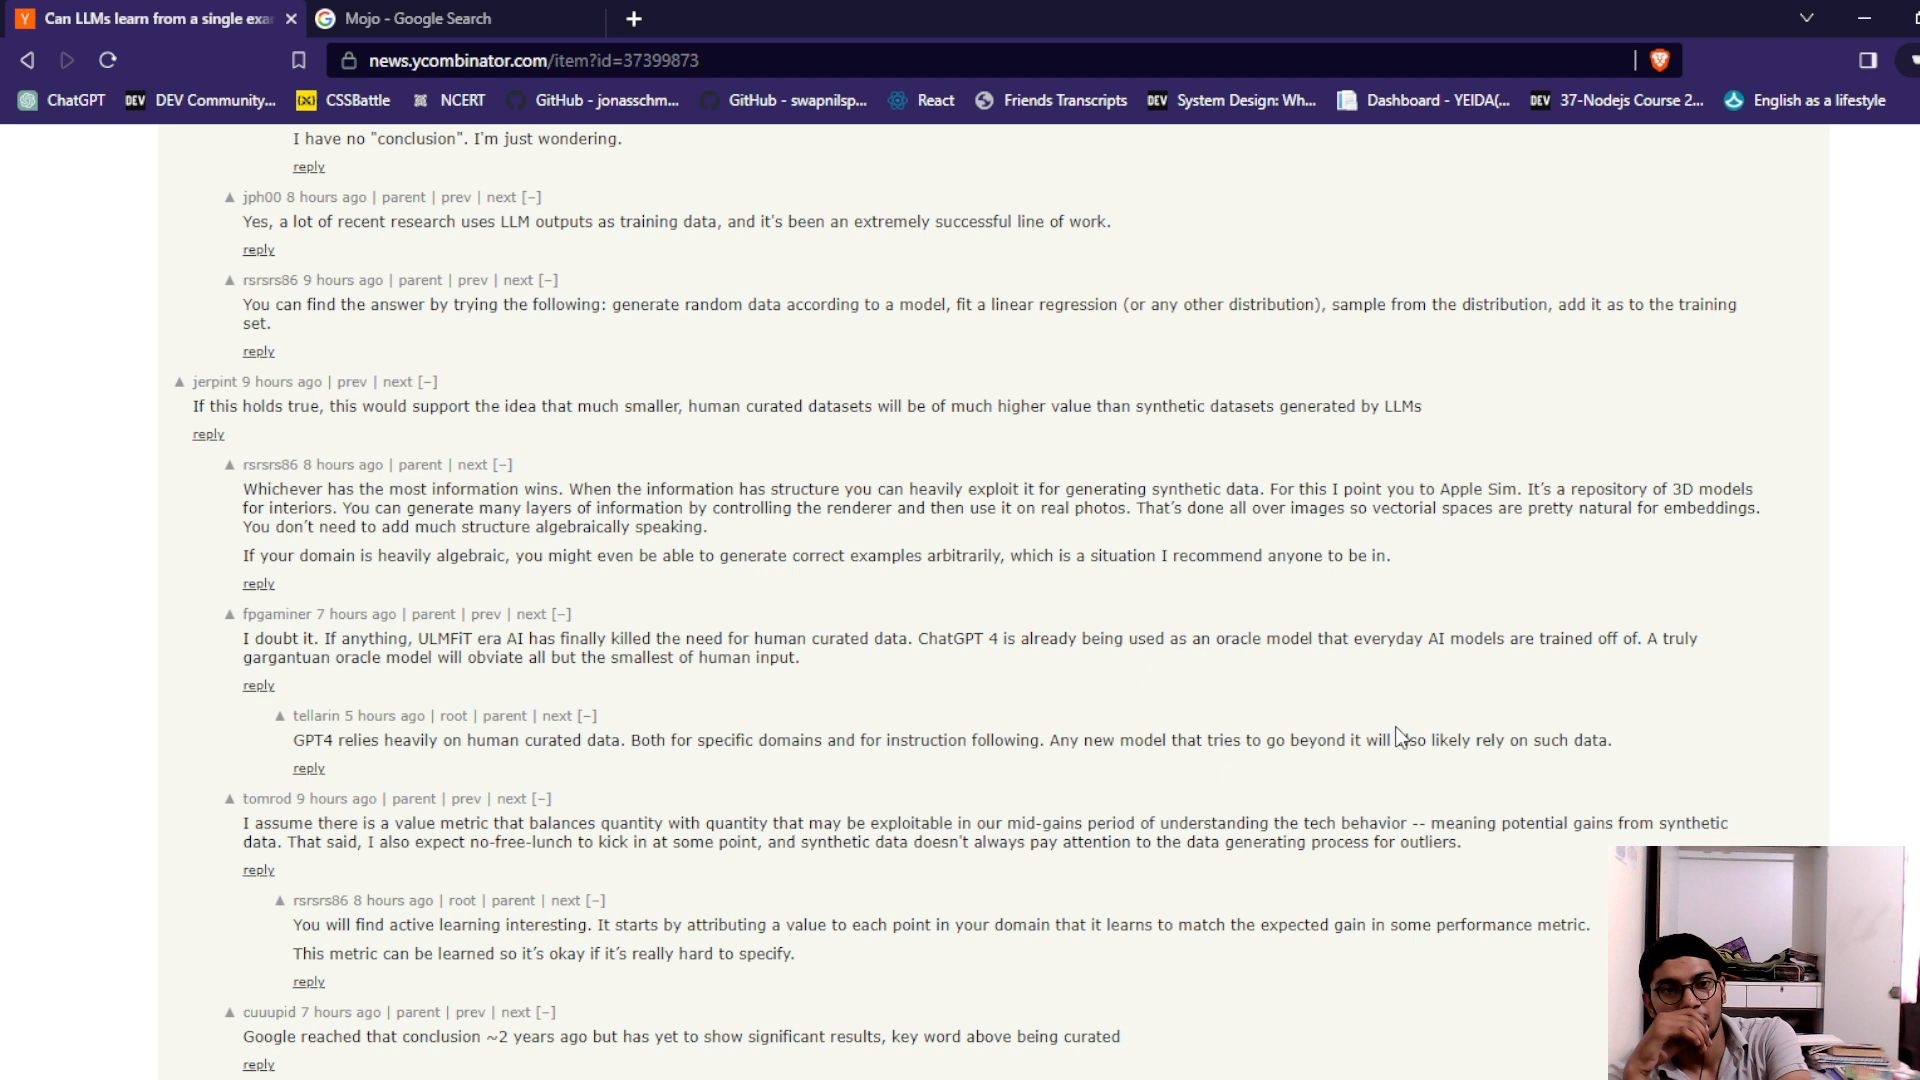 Can LLMs learn from a single exa
Mojo - Google Search
news.ycombinator.com/item?id=37399873
ChatGPT
DEV Community...
CSSBattle
NCERT
GitHub - jonasschm...
GitHub - swapnilsp...
React
Friends Transcripts
System Design: Wh...
Dashboard - YEIDA(...
37-Nodejs Course 2...
English as a lifestyle
I have no "conclusion". I'm just wondering.
reply
jph00 8 hours ago | parent | prev | next [–]
Yes, a lot of recent research uses LLM outputs as training data, and it's been an extremely successful line of work.
reply
rsrsrs86 9 hours ago | parent | prev | next [–]
You can find the answer by trying the following: generate random data according to a model, fit a linear regression (or any other distribution), sample from the distribution, add it as to the training
set.
reply
jerpint 9 hours ago | prev | next [–]
If this holds true, this would support the idea that much smaller, human curated datasets will be of much higher value than synthetic datasets generated by LLMs
reply
rsrsrs86 8 hours ago | parent | next [–]
Whichever has the most information wins. When the information has structure you can heavily exploit it for generating synthetic data. For this I point you to Apple Sim. It's a repository of 3D models
for interiors. You can generate many layers of information by controlling the renderer and then use it on real photos. That's done all over images so vectorial spaces are pretty natural for embeddings.
You don't need to add much structure algebraically speaking.
If your domain is heavily algebraic, you might even be able to generate correct examples arbitrarily, which is a situation I recommend anyone to be in.
reply
fpgaminer 7 hours ago | parent | prev | next [–]
I doubt it. If anything, ULMFiT era AI has finally killed the need for human curated data. ChatGPT 4 is already being used as an oracle model that everyday AI models are trained off of. A truly
gargantuan oracle model will obviate all but the smallest of human input.
reply
tellarin 5 hours ago | root | parent | next [–]
GPT4 relies heavily on human curated data. Both for specific domains and for instruction following. Any new model that tries to go beyond it will also likely rely on such data.
reply
tomrod 9 hours ago | parent | prev | next [–]
I assume there is a value metric that balances quantity with quantity that may be exploitable in our mid-gains period of understanding the tech behavior -- meaning potential gains from synthetic
data. That said, I also expect no-free-lunch to kick in at some point, and synthetic data doesn't always pay attention to the data generating process for outliers.
reply
rsrsrs86 8 hours ago | root | parent | next [–]
You will find active learning interesting. It starts by attributing a value to each point in your domain that it learns to match the expected gain in some performance metric.
This metric can be learned so it's okay if it's really hard to specify.
reply
cuuupid 7 hours ago | parent | prev | next [–]
Google reached that conclusion ~2 years ago but has yet to show significant results, key word above being curated
reply